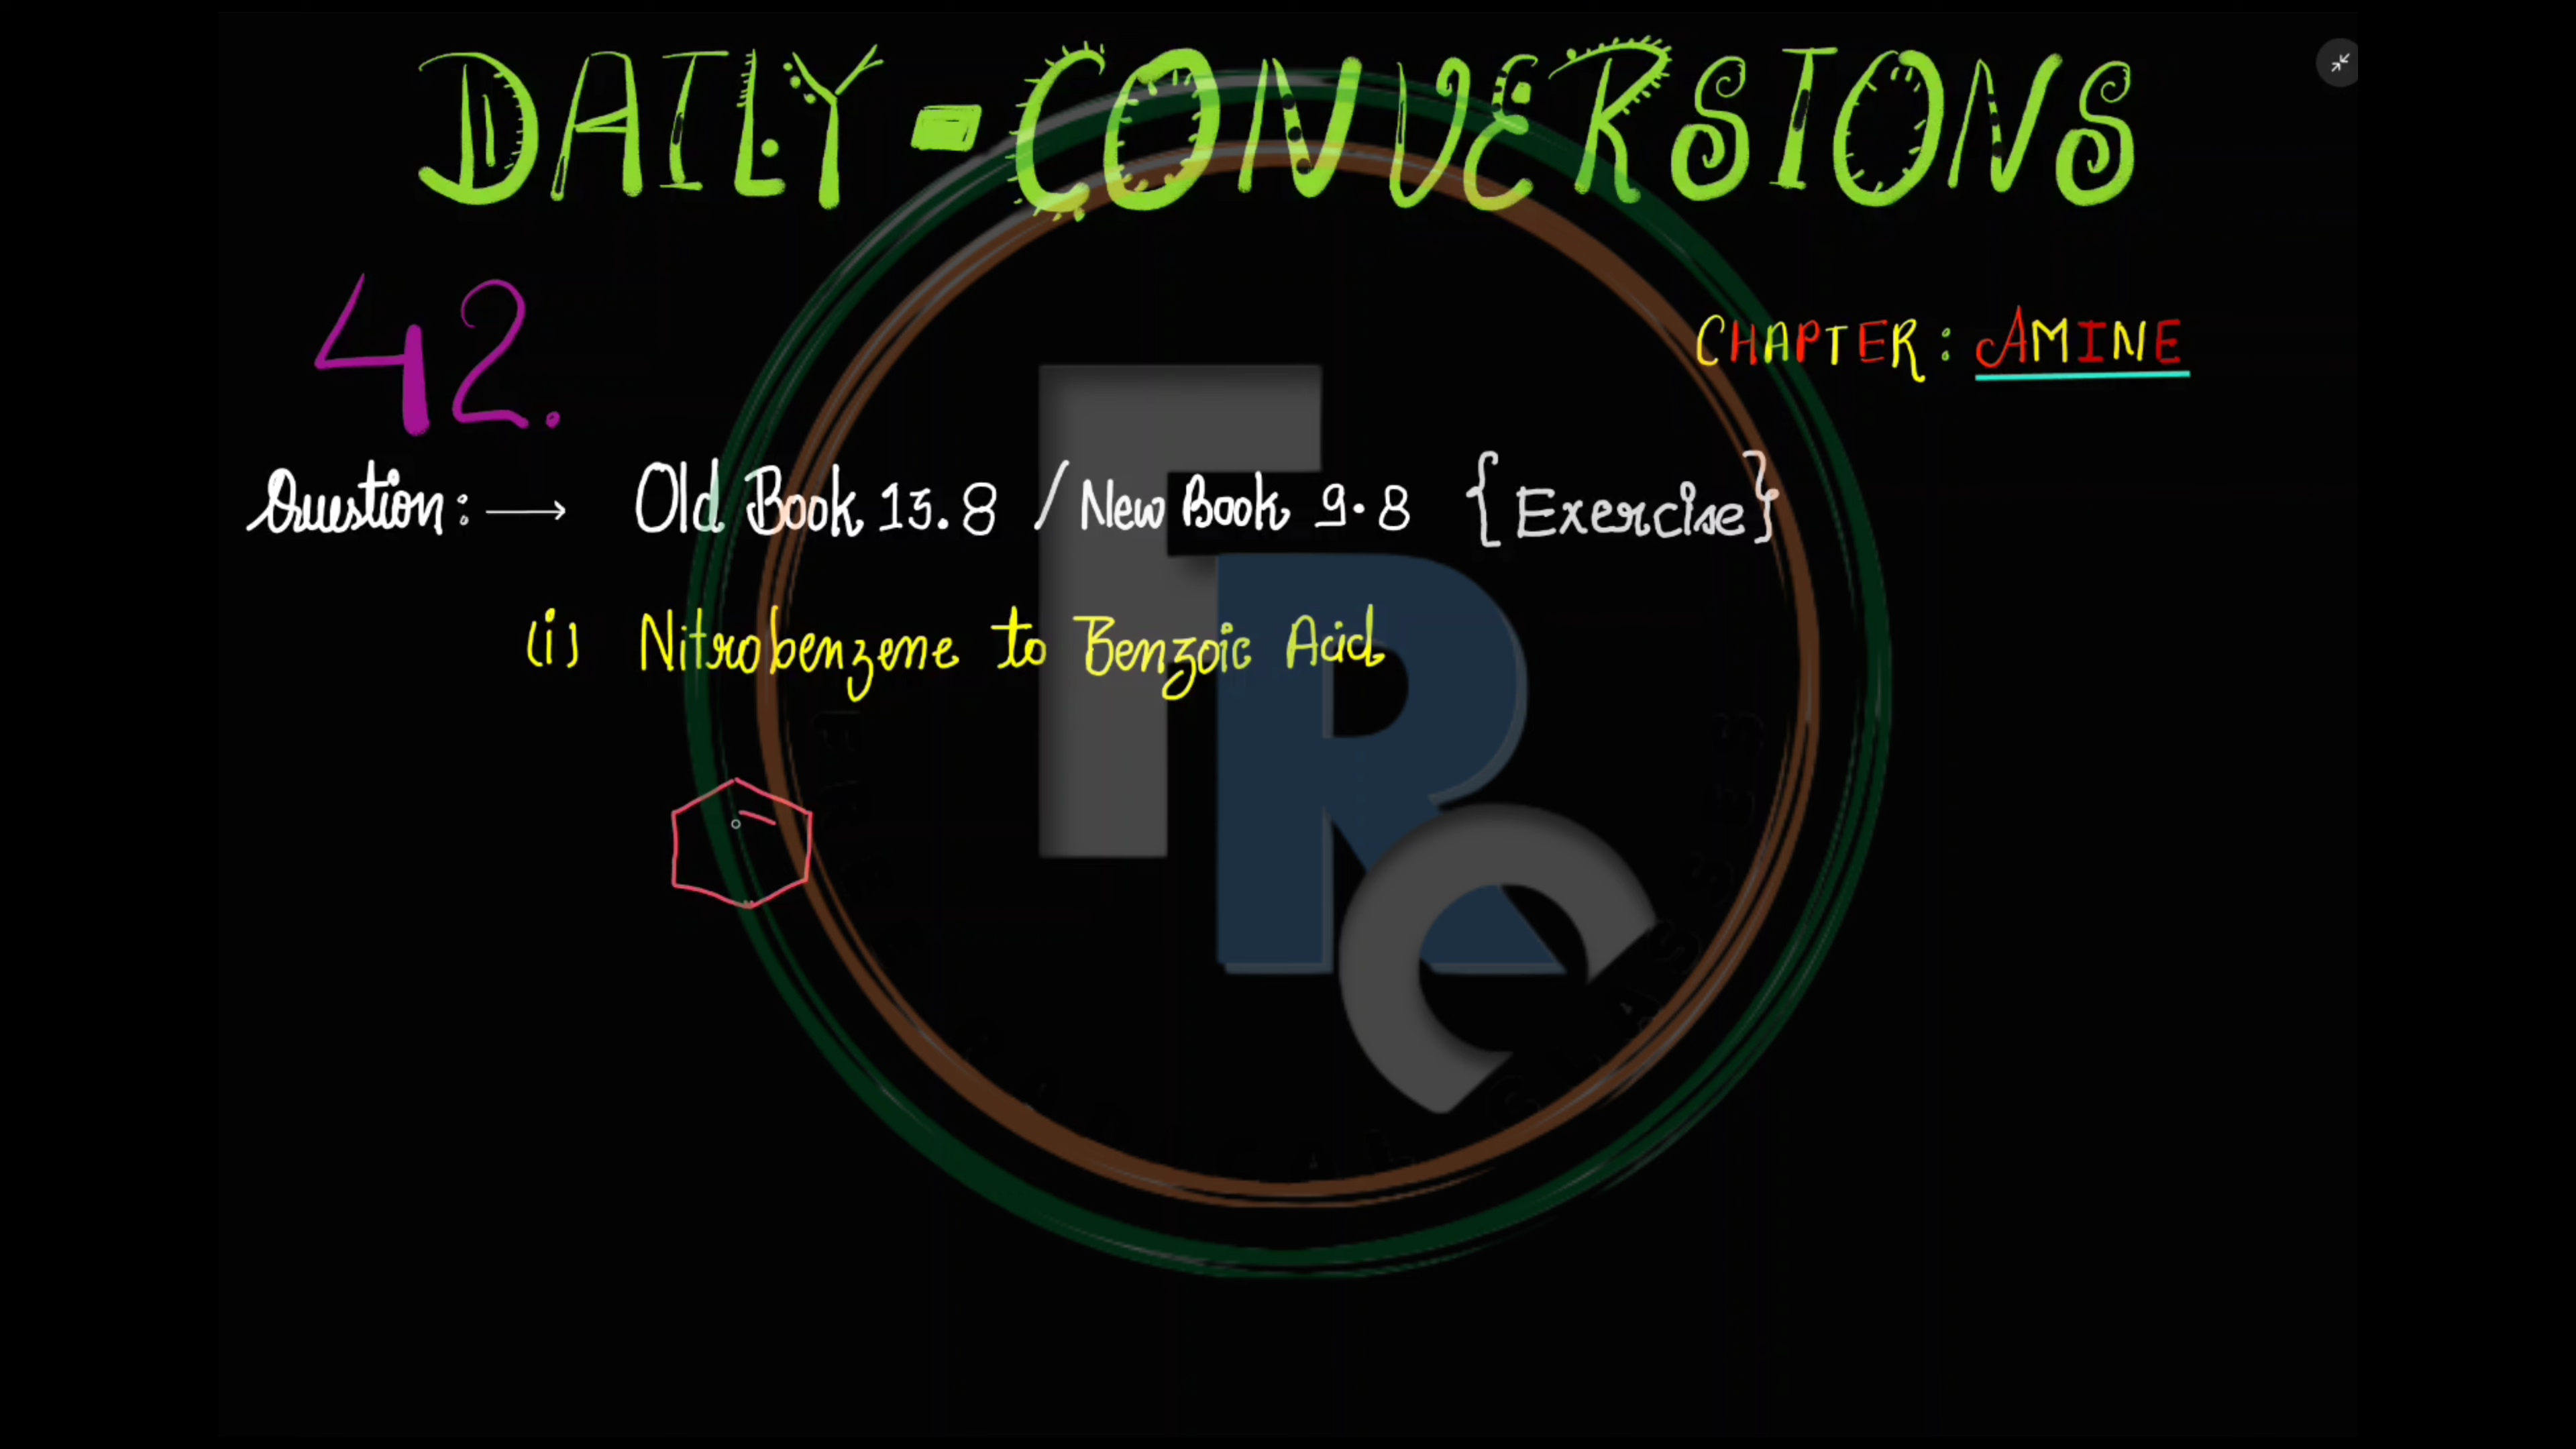 DAILY-CONVERSIONS
42.
CHAPTER: AMINE
Question:→ Old Book 13.8 / New Book 9.8 {Exercise}
(i) Nitrobenzene to Benzoic Acid
FRC